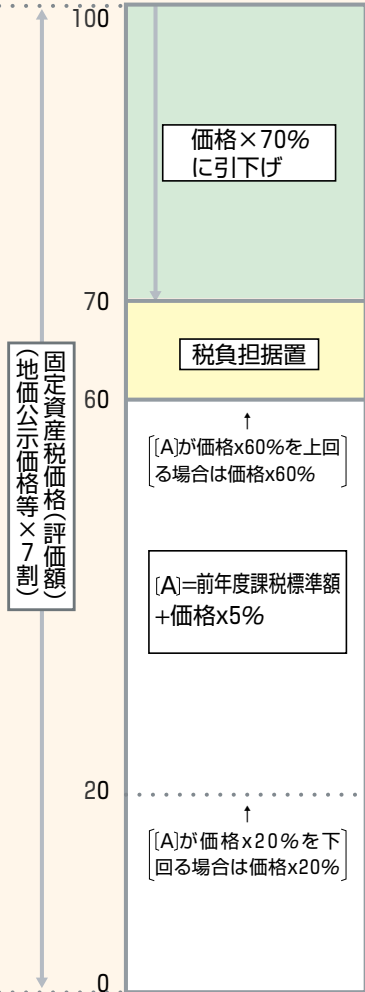 100
価格×70%
に引下げ
70
税負担据置
60
固定資産税価格(評価額)
(地価公示価格等×7割)
↑
[[A]が価格x60%を上回
る場合は価格x60%]
[A]=前年度課税標準額
+価格x5%
20
↑
[[A]が価格x20%を下
回る場合は価格x20%]
0